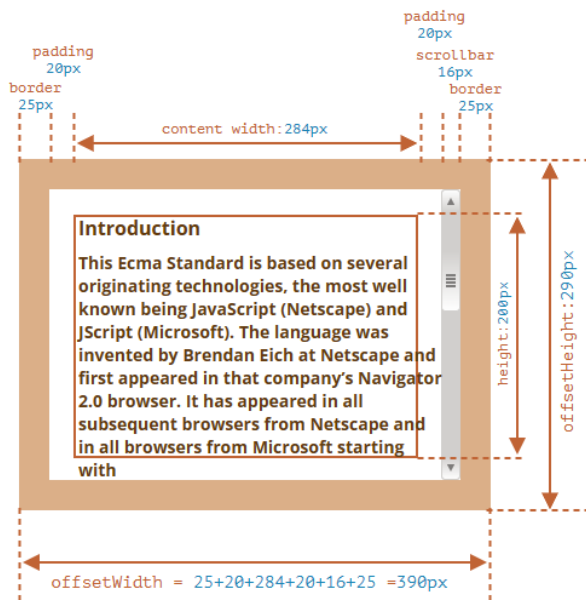 padding
20px
padding
20px
scrollbar
16px
border
25px
border
25px
content width:284px
Introduction
This Ecma Standard is based on several
originating technologies, the most well
known being JavaScript (Netscape) and
JScript (Microsoft). The language was
invented by Brendan Eich at Netscape and
first appeared in that company’s Navigator
2.0 browser. It has appeared in all
subsequent browsers from Netscape and
in all browsers from Microsoft starting
with
height:200px
offsetHeight:290px
offsetWidth = 25+20+284+20+16+25 =390px